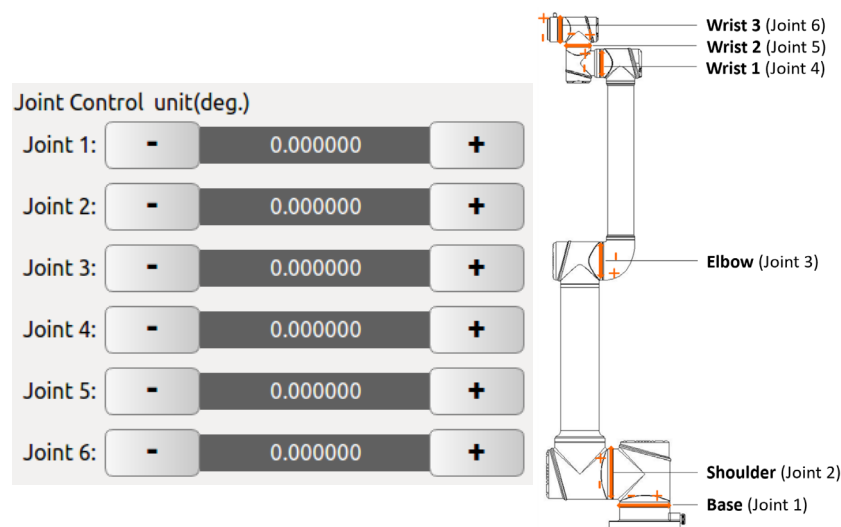 Joint Control unit(deg.)
Joint 1: - 0.000000 +
Joint 2: - 0.000000 +
Joint 3: - 0.000000 +
Joint 4: - 0.000000 +
Joint 5: - 0.000000 +
Joint 6: - 0.000000 +
Wrist 3 (Joint 6)
Wrist 2 (Joint 5)
Wrist 1 (Joint 4)
Elbow (Joint 3)
Shoulder (Joint 2)
Base (Joint 1)